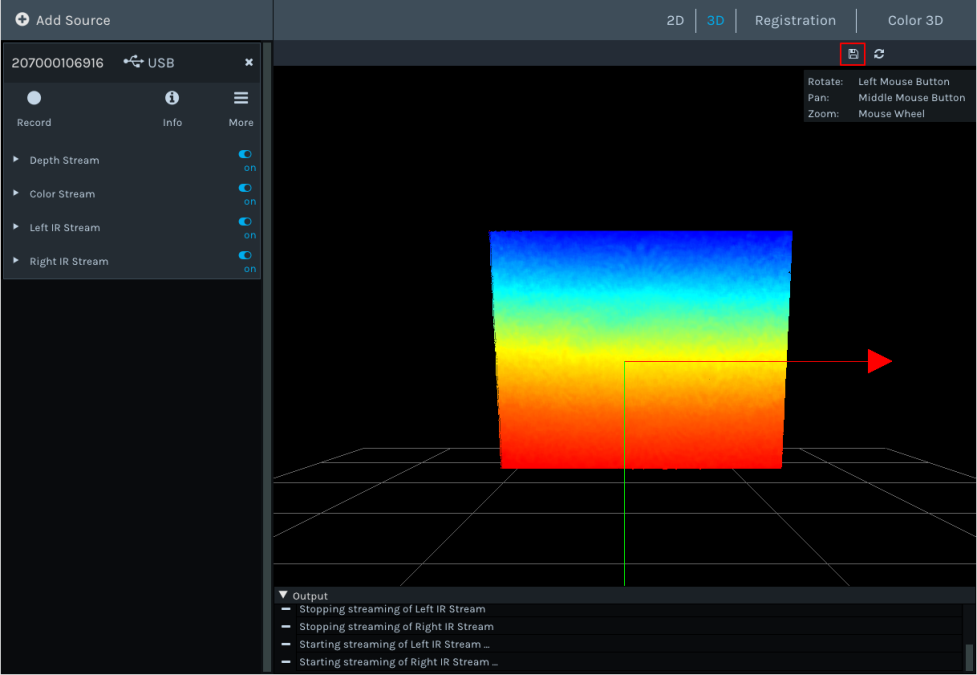 Add Source
2D 3D Registration Color 3D
207000106916 USB
Record Info More
Rotate: Left Mouse Button
Pan: Middle Mouse Button
Zoom: Mouse Wheel
Depth Stream on
Color Stream on
Left IR Stream on
Right IR Stream on
Output
Stopping streaming of Left IR Stream
Stopping streaming of Right IR Stream
Starting streaming of Left IR Stream ...
Starting streaming of Right IR Stream ...